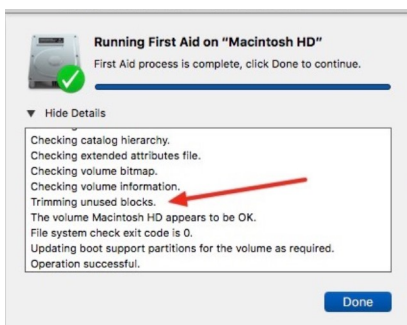 Running First Aid on “Macintosh HD”
First Aid process is complete, click Done to continue.
Hide Details
Checking catalog hierarchy.
Checking extended attributes file.
Checking volume bitmap.
Checking volume information.
Trimming unused blocks.
The volume Macintosh HD appears to be OK.
File system check exit code is 0.
Updating boot support partitions for the volume as required.
Operation successful.
Done